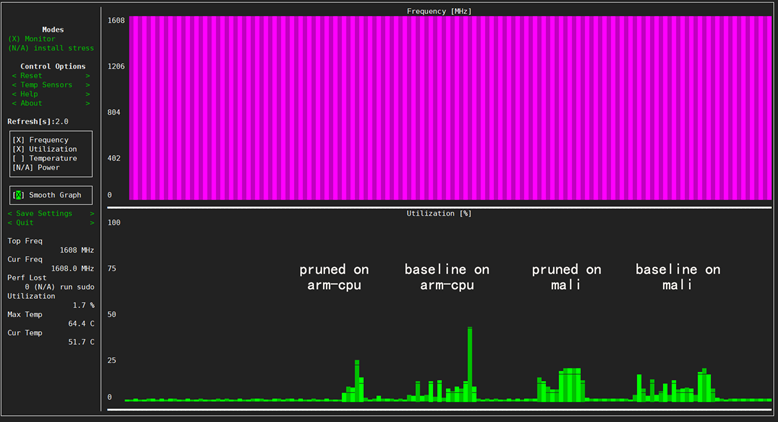 Modes
(X) Monitor
(N/A) install stress
Control Options
< Reset >
< Temp Sensors >
< Help >
< About >
Refresh[s]:2.0
[X] Frequency
[X] Utilization
[ ] Temperature
[N/A] Power
[X] Smooth Graph
< Save Settings >
< Quit >
Top Freq
1608 MHz
Cur Freq
1608.0 MHz
Perf Lost
0 (N/A) run sudo
Utilization
1.7 %
Max Temp
64.4 C
Cur Temp
51.7 C
Frequency [MHz]
1608
1206
804
402
0
Utilization [%]
100
75
50
25
0
pruned on
arm-cpu
baseline on
arm-cpu
pruned on
mali
baseline on
mali